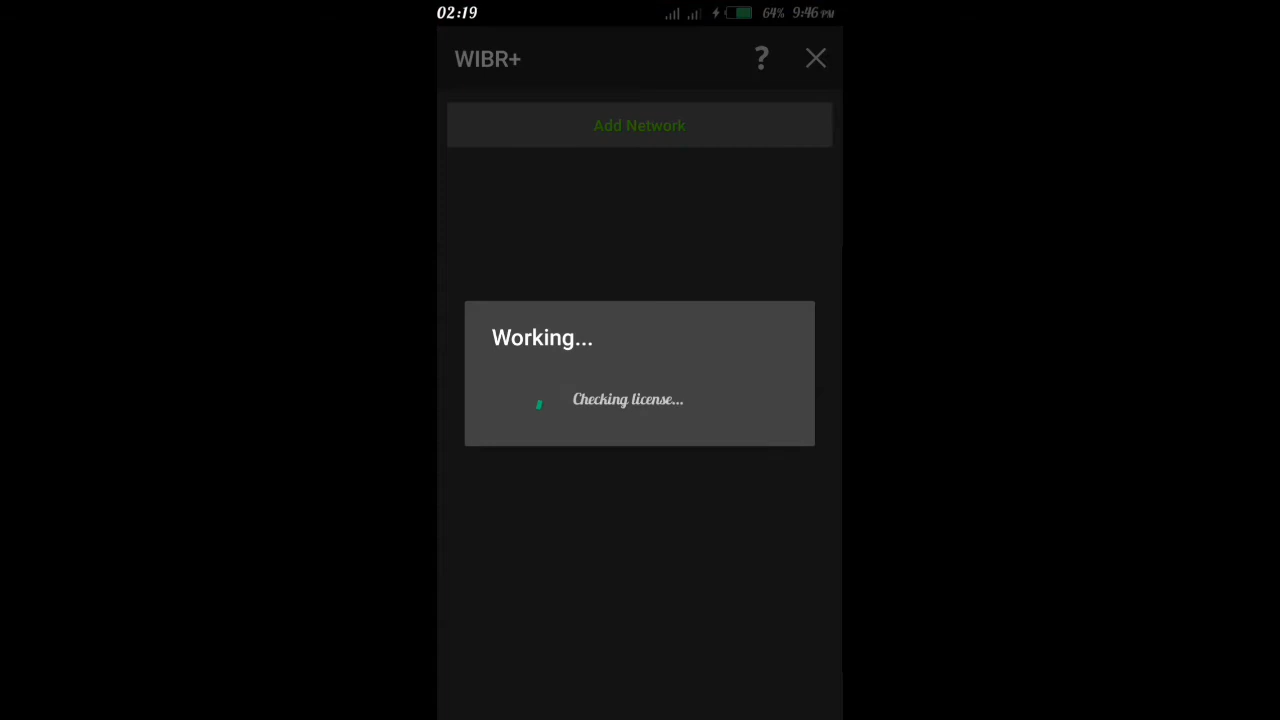 02:19 64% 9:46 PM
WIBR+ ?
Add Network
Working...
Checking license...